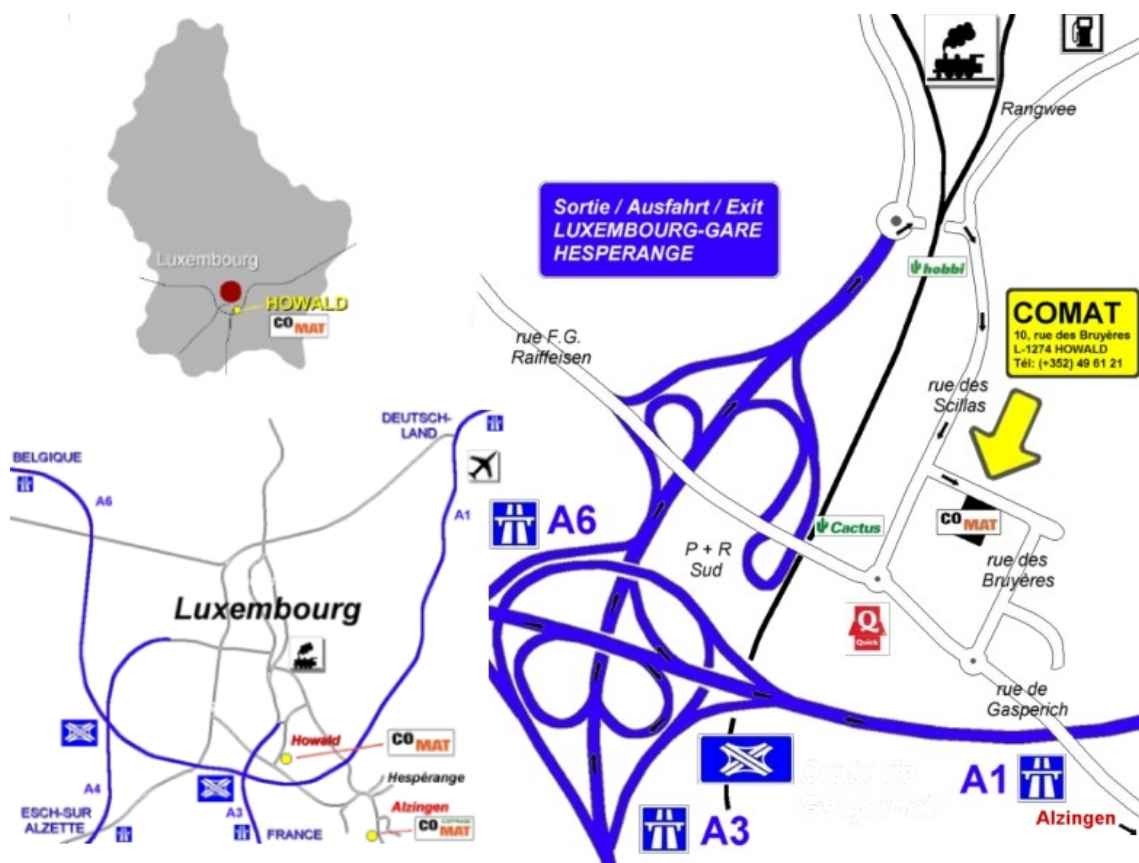 Luxembourg
HOWALD
CO
MAT
Rangwee
Sortie / Ausfahrt / Exit
LUXEMBOURG-GARE
HESPERANGE
hobbi
COMAT
10, rue des Bruyères
L-1274 HOWALD
Tél: (+352) 49 61 21
rue F.G.
Raiffeisen
rue des
Scillas
A6
Cactus
CO
MAT
P + R
Sud
rue des
Bruyères
Q
Quick
rue de
Gasperich
A1
A3
Alzingen
DEUTSCH-
LAND
BELGIQUE
A6
A1
Luxembourg
Howald
CO
MAT
Hespérange
A4
A3
Alzingen
ESCH-SUR
ALZETTE
FRANCE
CO
MAT